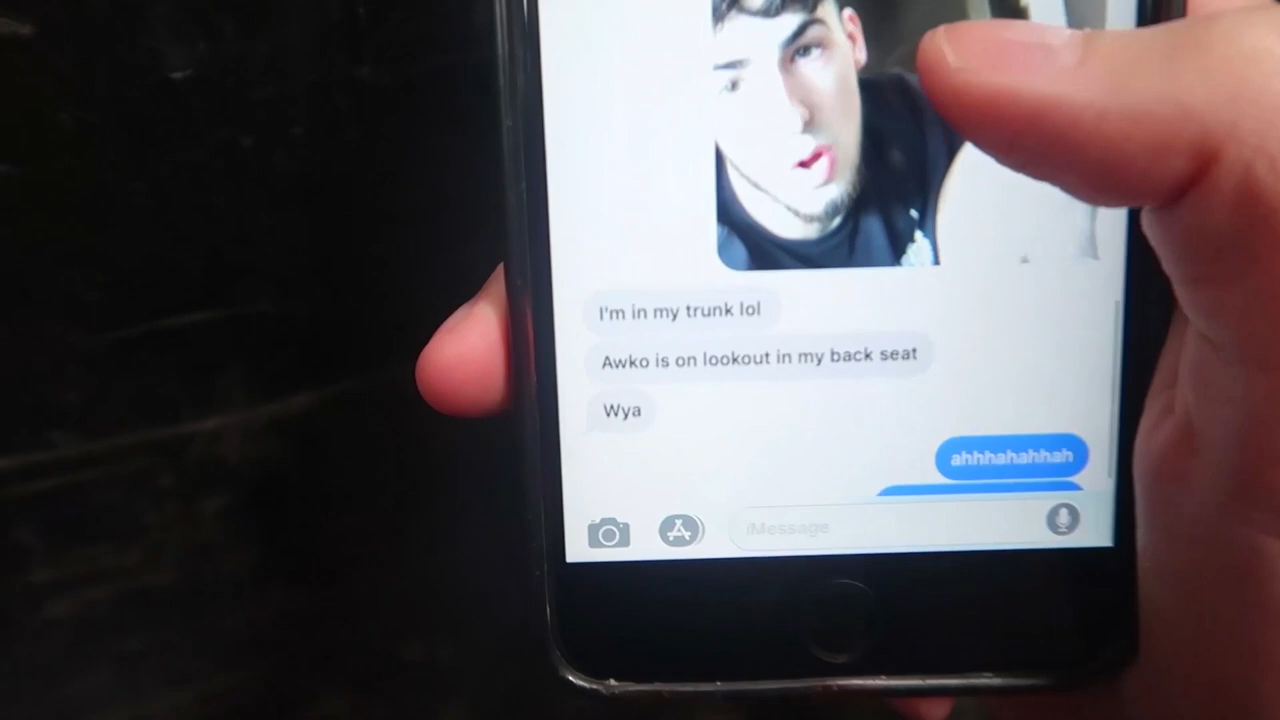 I'm in my trunk lol
Awko is on lookout in my back seat
Wya
ahhhahahhah
iMessage